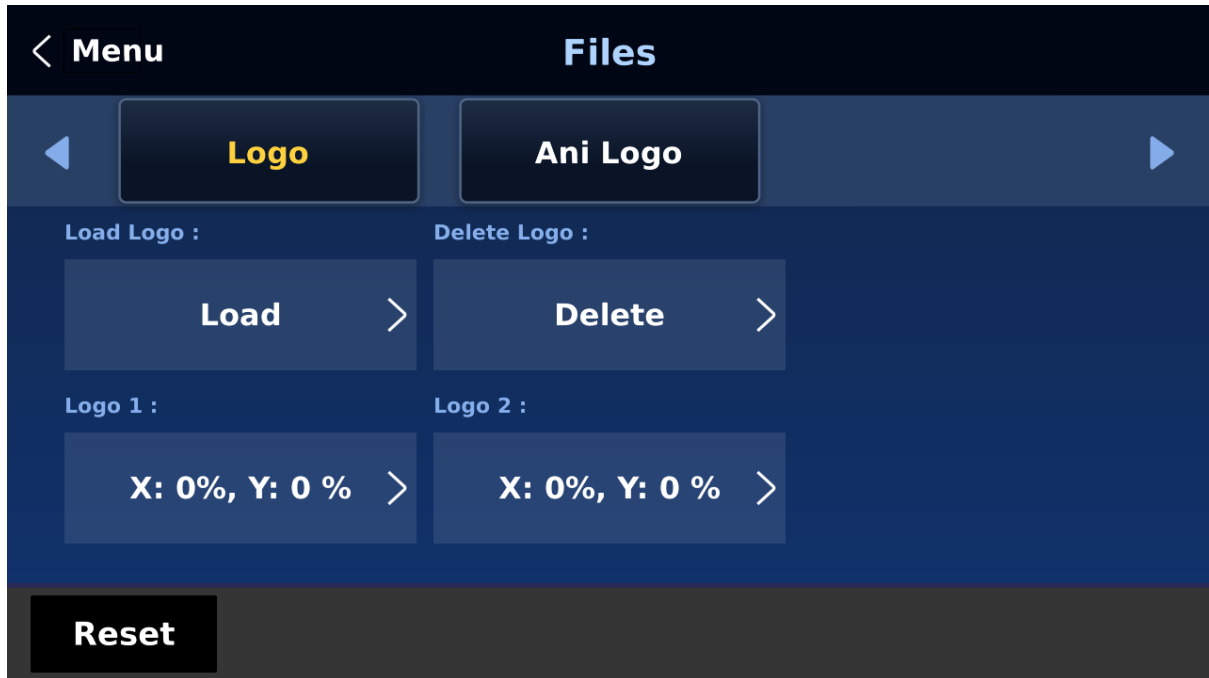 Menu
Files
Logo
Ani Logo
Load Logo :
Delete Logo :
Load
Delete
Logo 1 :
Logo 2 :
X: 0%, Y: 0 %
X: 0%, Y: 0 %
Reset